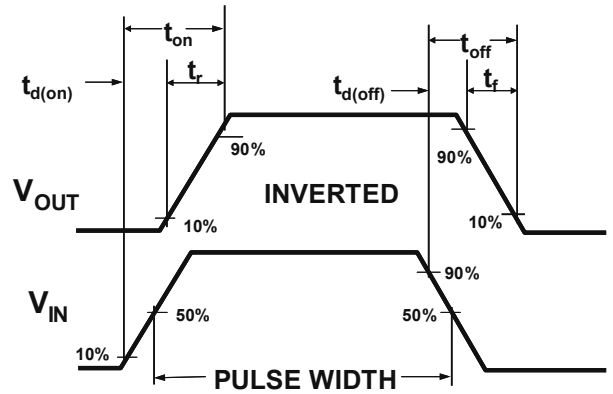 t_on t_off
t_d(on) t_r t_d(off) t_f
90% 90%
V_OUT INVERTED
10% 10%
V_IN 90%
50% 50%
10%
PULSE WIDTH